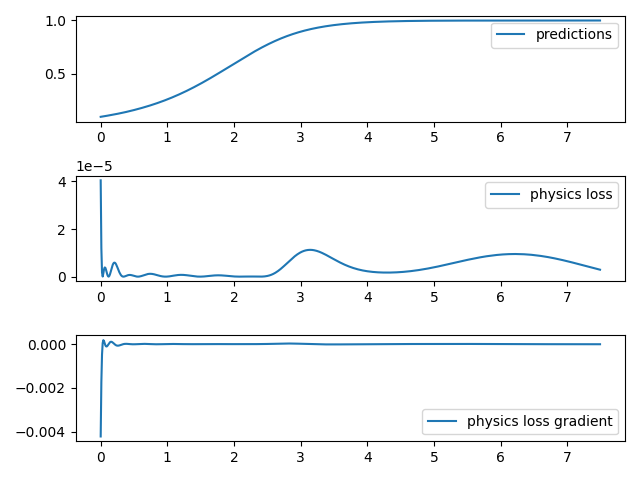 1.0
0.5
predictions
0 1 2 3 4 5 6 7
1e−5
4
2
0
physics loss
0 1 2 3 4 5 6 7
0.000
−0.002
−0.004
physics loss gradient
0 1 2 3 4 5 6 7